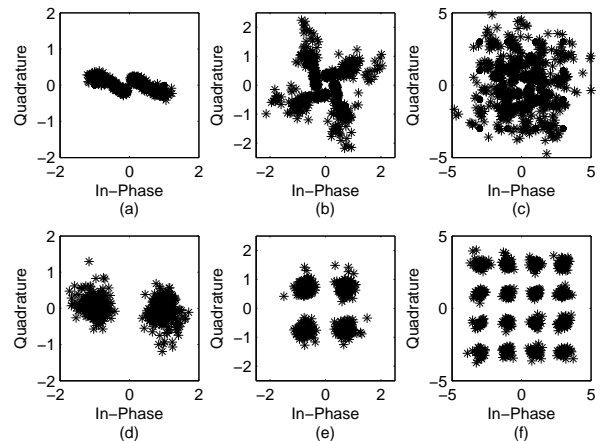 2
1
0
−1
−2
−2 0 2
Quadrature
In−Phase
(a)
2
1
0
−1
−2
−2 0 2
Quadrature
In−Phase
(b)
5
0
−5
−5 0 5
Quadrature
In−Phase
(c)
2
1
0
−1
−2
−2 0 2
Quadrature
In−Phase
(d)
2
1
0
−1
−2
−2 0 2
Quadrature
In−Phase
(e)
5
0
−5
−5 0 5
Quadrature
In−Phase
(f)